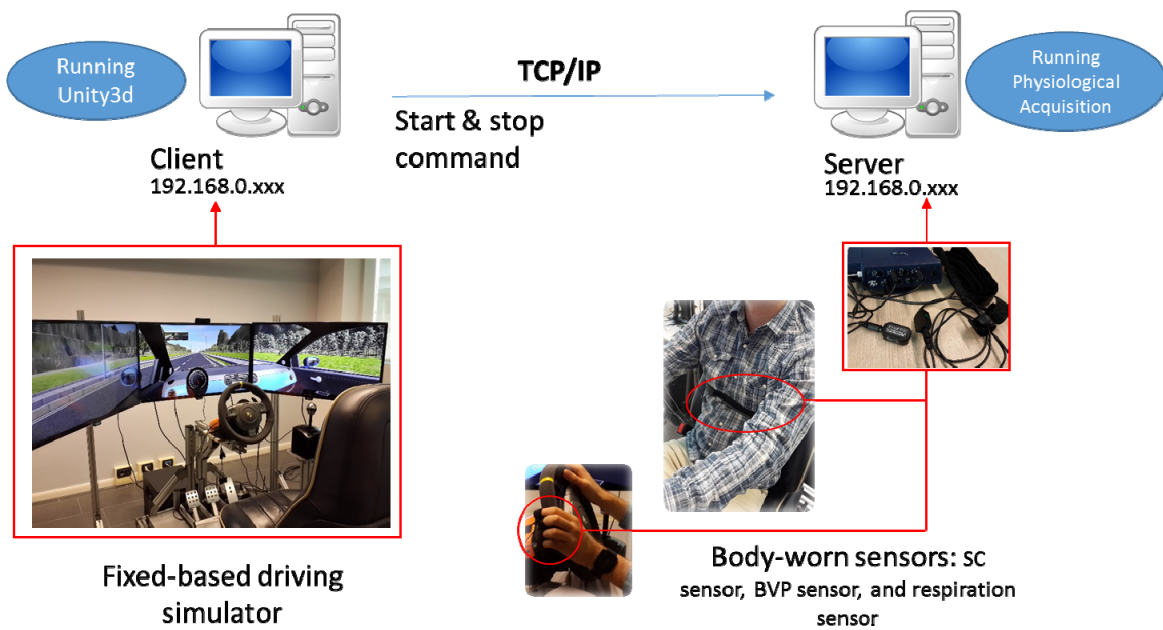 Running
Unity3d
TCP/IP
Start & stop
command
Running
Physiological
Acquisition
Client
192.168.0.xxx
Server
192.168.0.xxx
Fixed-based driving
simulator
Body-worn sensors: SC
sensor, BVP sensor, and respiration
sensor